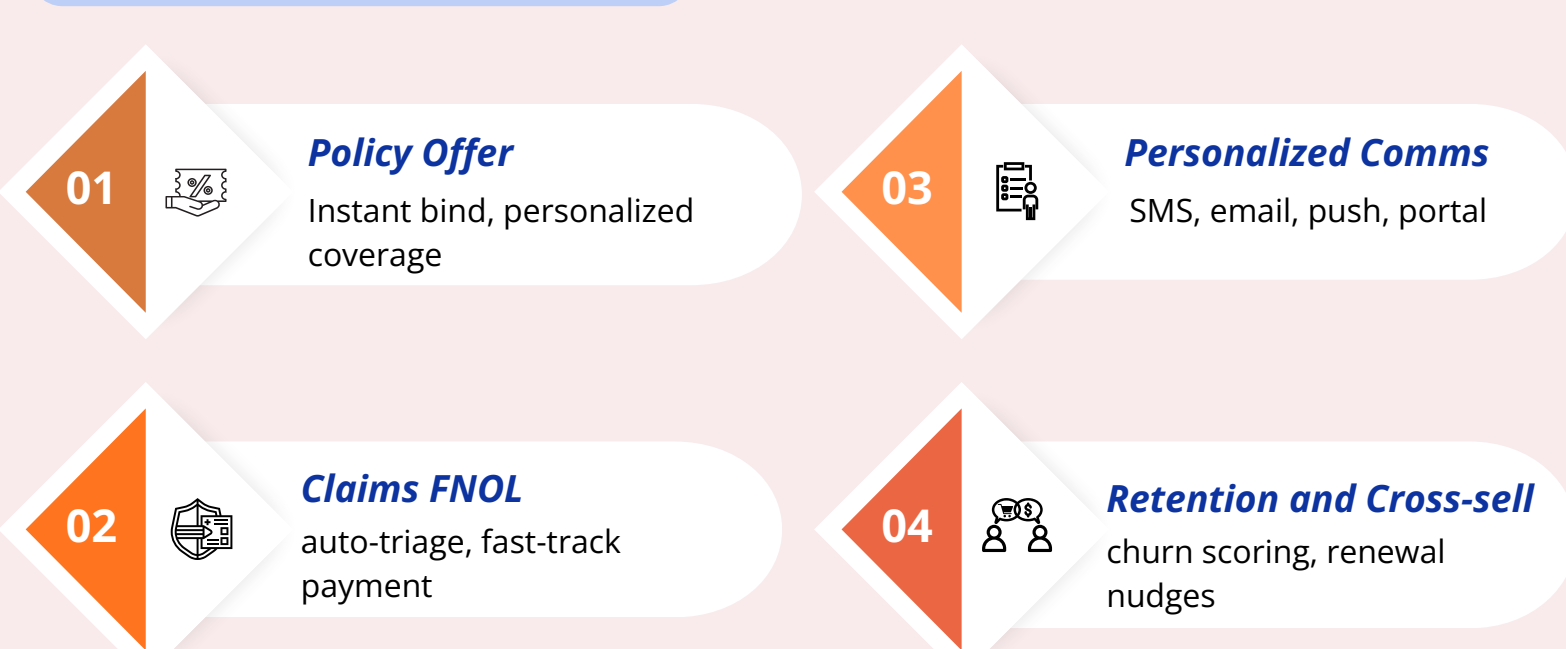 01
Policy Offer
Instant bind, personalized
coverage
02
Claims FNOL
auto-triage, fast-track
payment
03
Personalized Comms
SMS, email, push, portal
04
Retention and Cross-sell
churn scoring, renewal
nudges